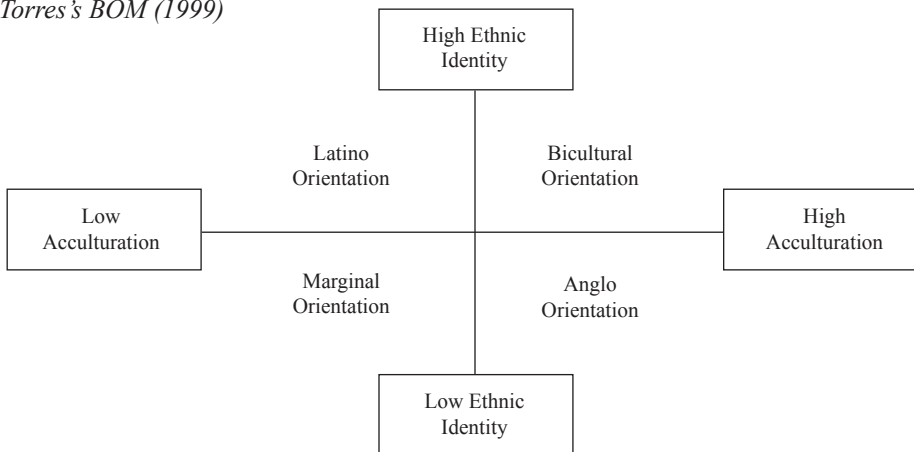 Torres's BOM (1999)
High Ethnic
Identity
Latino
Orientation
Bicultural
Orientation
Low
Acculturation
High
Acculturation
Marginal
Orientation
Anglo
Orientation
Low Ethnic
Identity